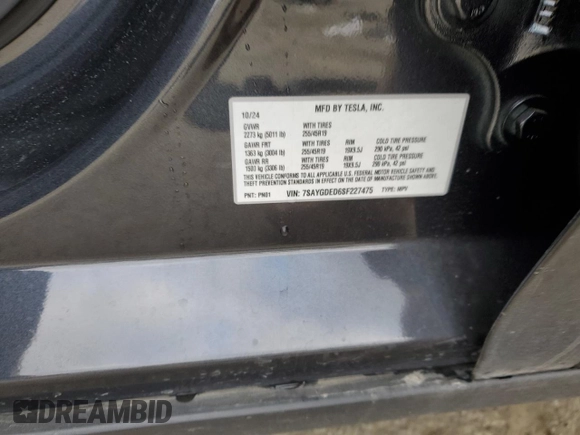 MFD BY TESLA, INC.
10/24
GVWR WITH TIRES
2273 kg (5011 lb) 255/45R19
GAWR FRT WITH TIRES RIM COLD TIRE PRESSURE
1363 kg (3004 lb) 255/45R19 19X9.5J 290 kPa, 42 psi
GAWR RR WITH TIRES RIM COLD TIRE PRESSURE
1500 kg (3306 lb) 255/45R19 19X9.5J 290 kPa, 42 psi
THIS VEHICLE CONFORMS TO ALL APPLICABLE U.S. FEDERAL MOTOR VEHICLE SAFETY AND
THEFT PREVENTION STANDARDS IN EFFECT ON THE DATE OF MANUFACTURE SHOWN ABOVE.
PNT: PN01 VIN: 7SAYGDED6SF227475 TYPE: MPV
DREAMBID